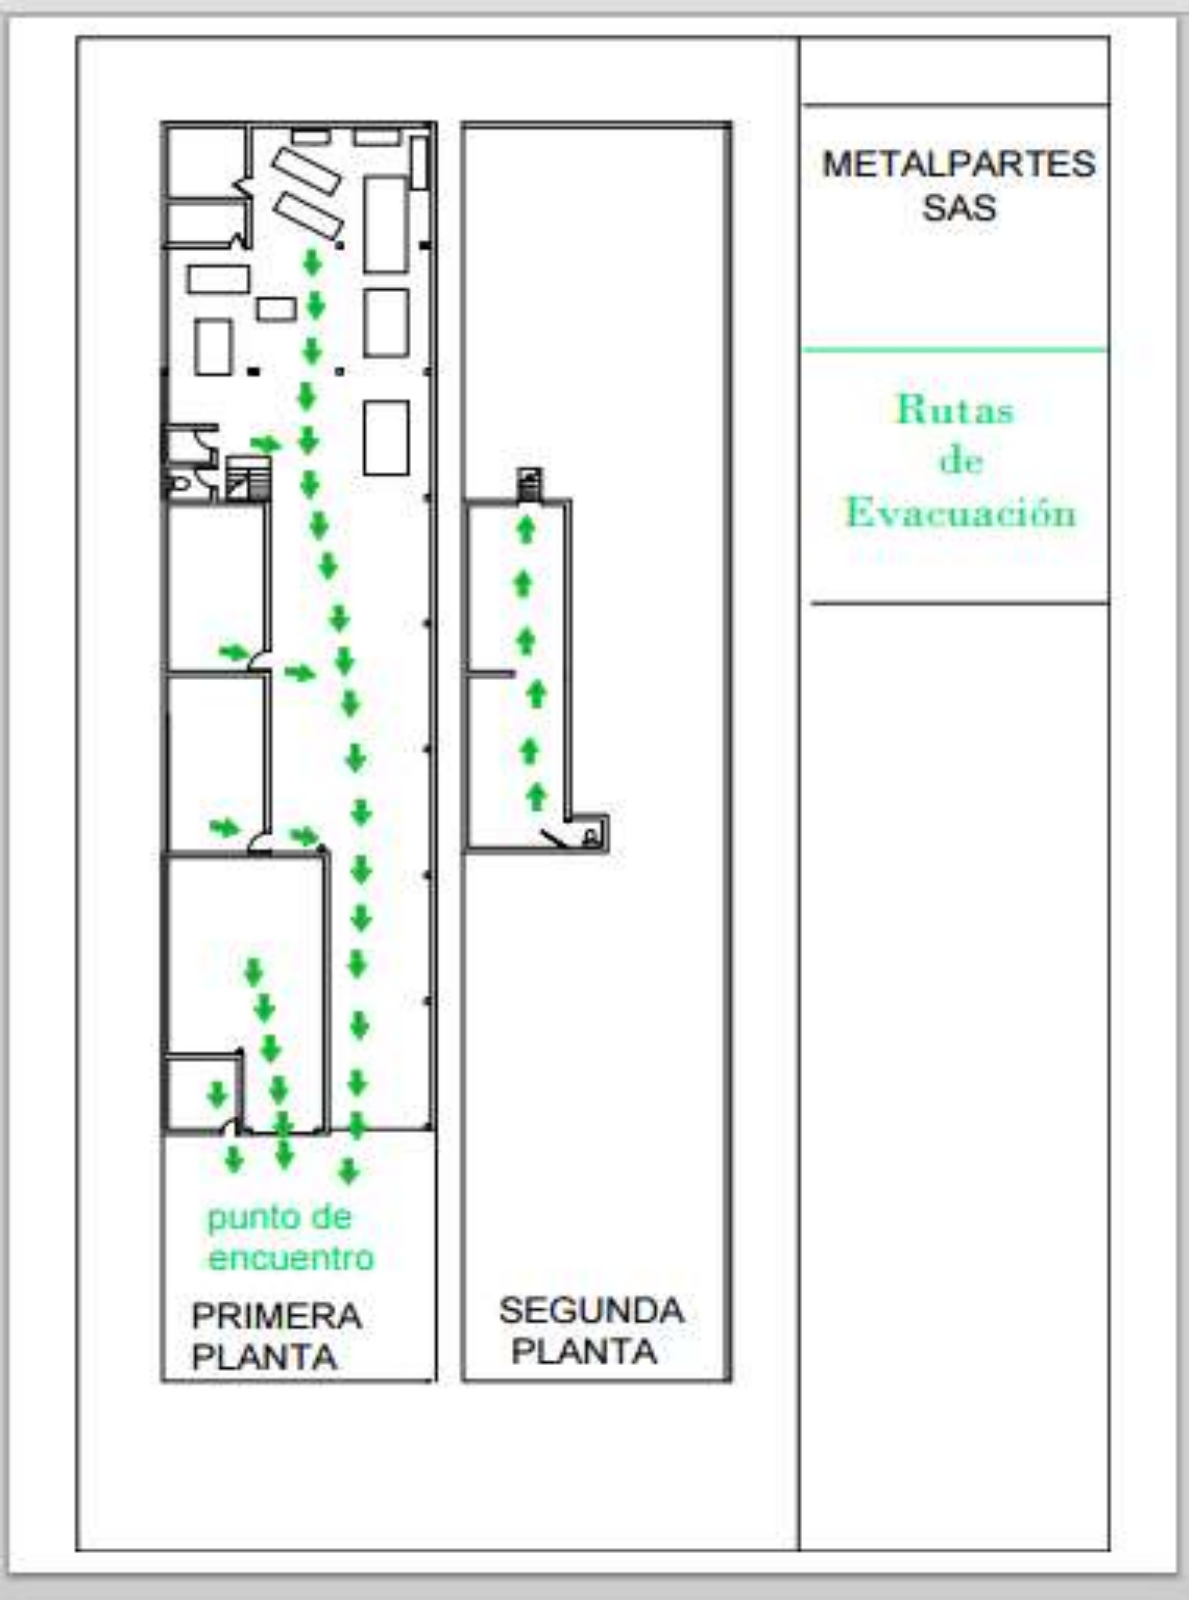 METALPARTES
SAS
Rutas
de
Evacuación
punto de
encuentro
PRIMERA
PLANTA
SEGUNDA
PLANTA